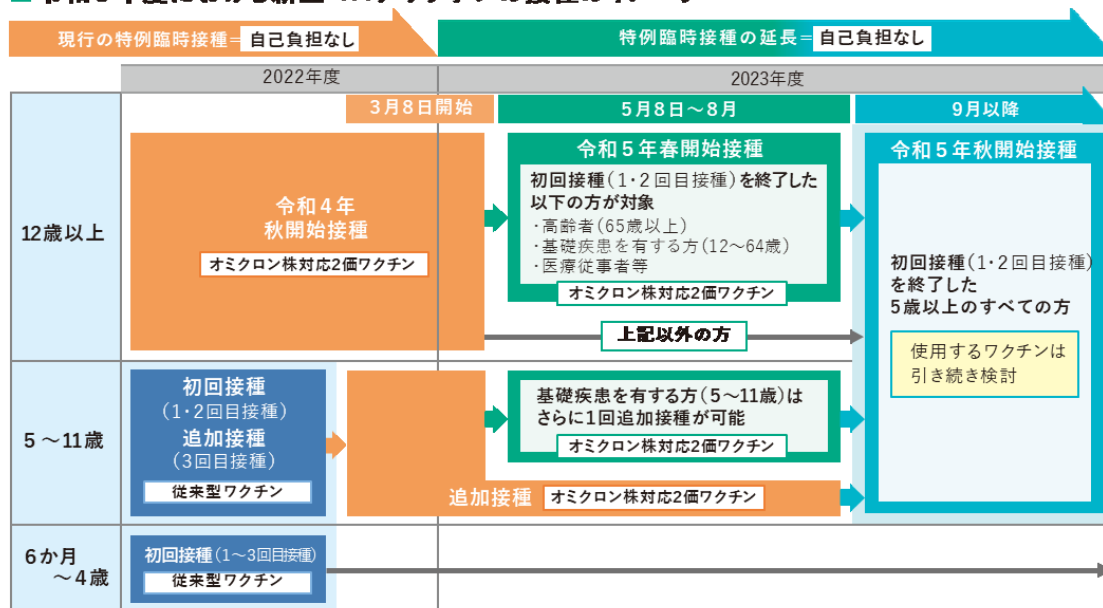 現行の特例臨時接種＝自己負担なし
特例臨時接種の延長＝自己負担なし
2022年度
2023年度
3月8日開始
5月8日～8月
9月以降
12歳以上
令和4年
秋開始接種
オミクロン株対応2価ワクチン
令和5年春開始接種
初回接種(1・2回目接種)を終了した
以下の方が対象
・高齢者(65歳以上)
・基礎疾患を有する方(12～64歳)
・医療従事者等
オミクロン株対応2価ワクチン
上記以外の方
令和5年秋開始接種
初回接種(1・2回目接種)
を終了した
5歳以上のすべての方
使用するワクチンは
引き続き検討
5～11歳
初回接種
(1・2回目接種)
追加接種
(3回目接種)
従来型ワクチン
基礎疾患を有する方(5～11歳)は
さらに1回追加接種が可能
オミクロン株対応2価ワクチン
追加接種 オミクロン株対応2価ワクチン
6か月
～4歳
初回接種(1～3回目接種)
従来型ワクチン